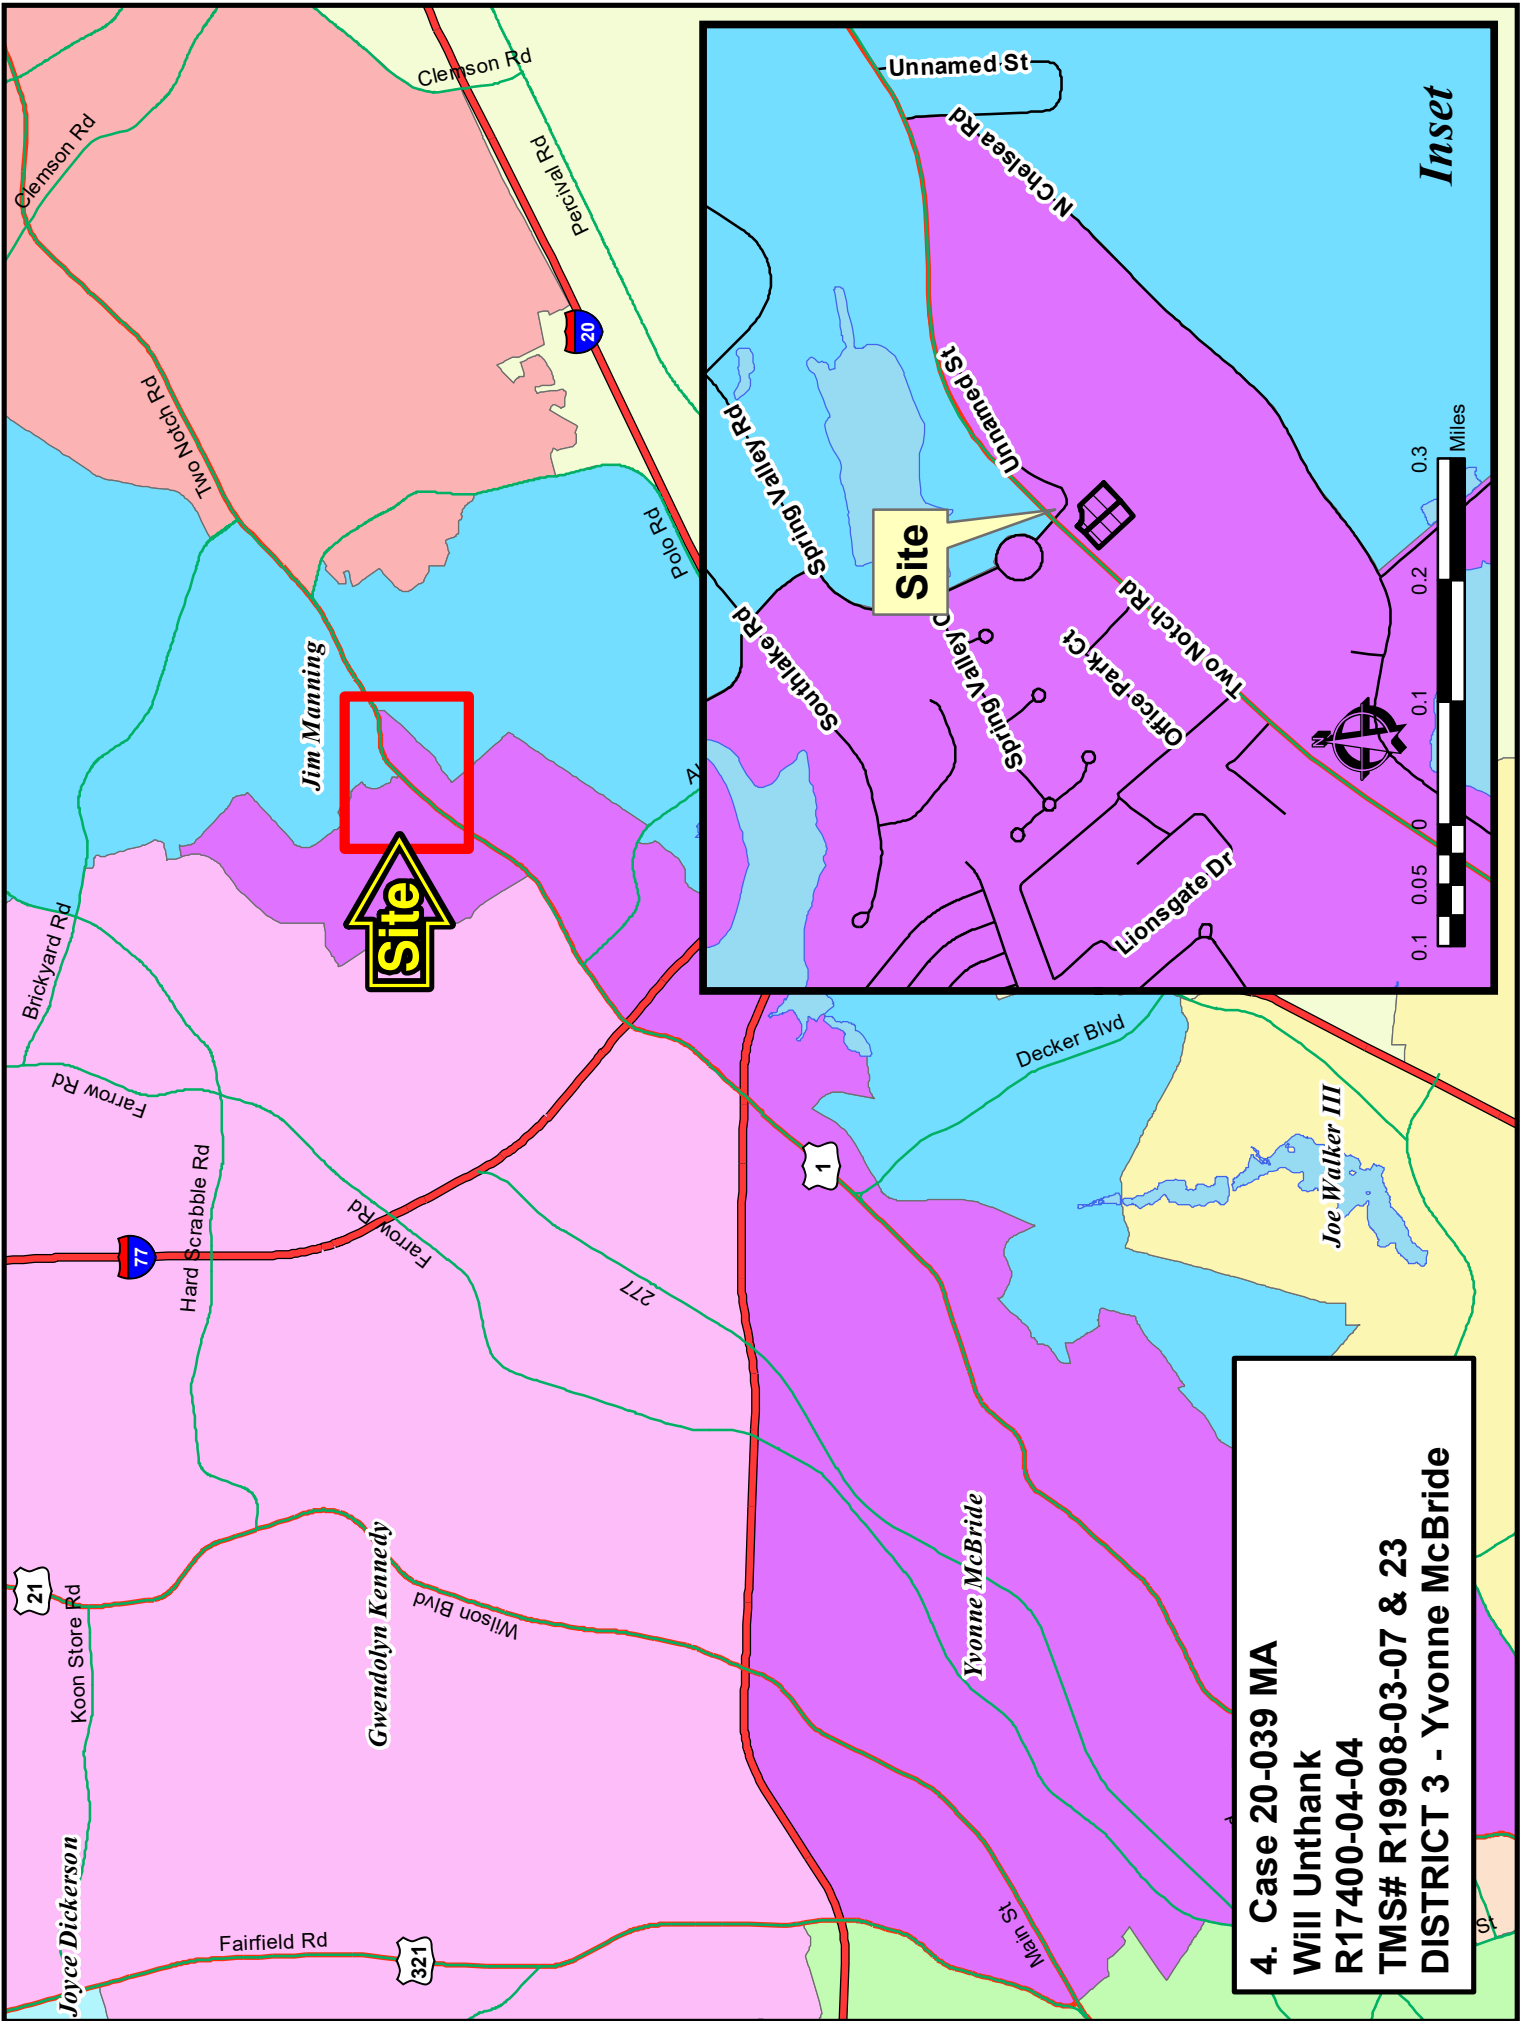 Joyce Dickerson
Koon Store Rd
21
Fairfield Rd
321
Gwendolyn Kennedy
Wilson Blvd
Hard Scrabble Rd
77
Farrow Rd
Farrow Rd
Brickyard Rd
277
Main St
Yvonne McBride
1
Decker Blvd
Joe Walker III
Site
Jim Manning
Two Notch Rd
Clemson Rd
Clemson Rd
Percival Rd
20
Polo Rd
St
Inset
Unnamed St
N Chelsea Rd
Spring Valley Rd
Unnamed St
Site
Southlake Rd
Spring Valley C
Office Park Ct
Two Notch Rd
Lionsgate Dr
N
0.1 0.05 0 0.1 0.2 0.3
Miles
4. Case 20-039 MA
Will Unthank
R17400-04-04
TMS# R19908-03-07 & 23
DISTRICT 3 - Yvonne McBride